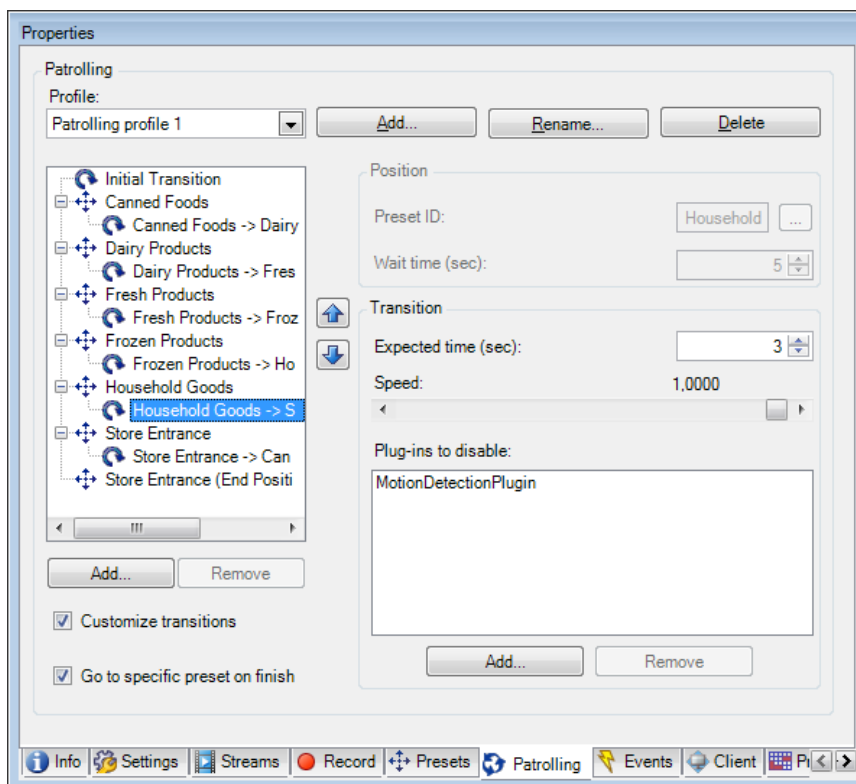 Properties
Patrolling
Profile:
Patrolling profile 1
Add...
Rename...
Delete
Initial Transition
Canned Foods
Canned Foods -> Dairy
Dairy Products
Dairy Products -> Fres
Fresh Products
Fresh Products -> Froz
Frozen Products
Frozen Products -> Ho
Household Goods
Household Goods -> S
Store Entrance
Store Entrance -> Can
Store Entrance (End Positi
Add...
Remove
Customize transitions
Go to specific preset on finish
Position
Preset ID:
Household
...
Wait time (sec):
5
Transition
Expected time (sec):
3
Speed:
1,0000
Plug-ins to disable:
MotionDetectionPlugin
Add...
Remove
Info
Settings
Streams
Record
Presets
Patrolling
Events
Client